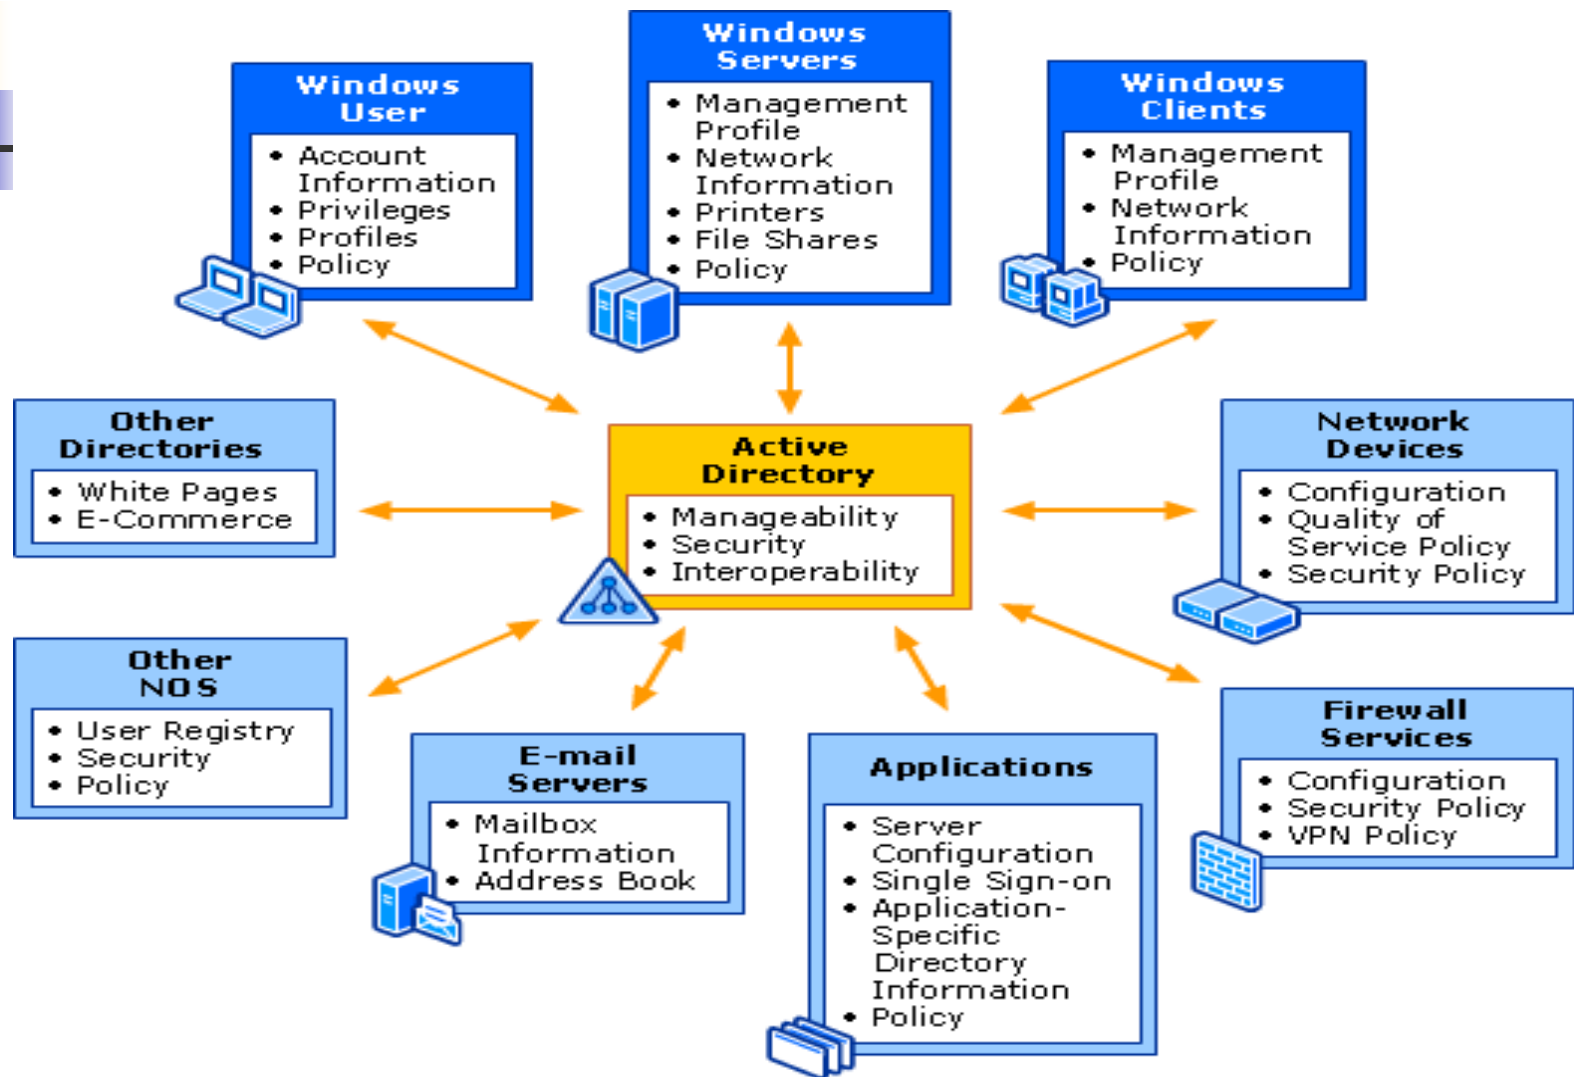 Windows
User
• Account
Information
• Privileges
• Profiles
• Policy
Windows
Servers
• Management
Profile
• Network
Information
• Printers
• File Shares
• Policy
Windows
Clients
• Management
Profile
• Network
Information
• Policy
Other
Directories
• White Pages
• E-Commerce
Active
Directory
• Manageability
• Security
• Interoperability
Network
Devices
• Configuration
• Quality of
Service Policy
• Security Policy
Other
NOS
• User Registry
• Security
• Policy
E-mail
Servers
• Mailbox
Information
• Address Book
Applications
• Server
Configuration
• Single Sign-on
• Application-
Specific
Directory
Information
• Policy
Firewall
Services
• Configuration
• Security Policy
• VPN Policy